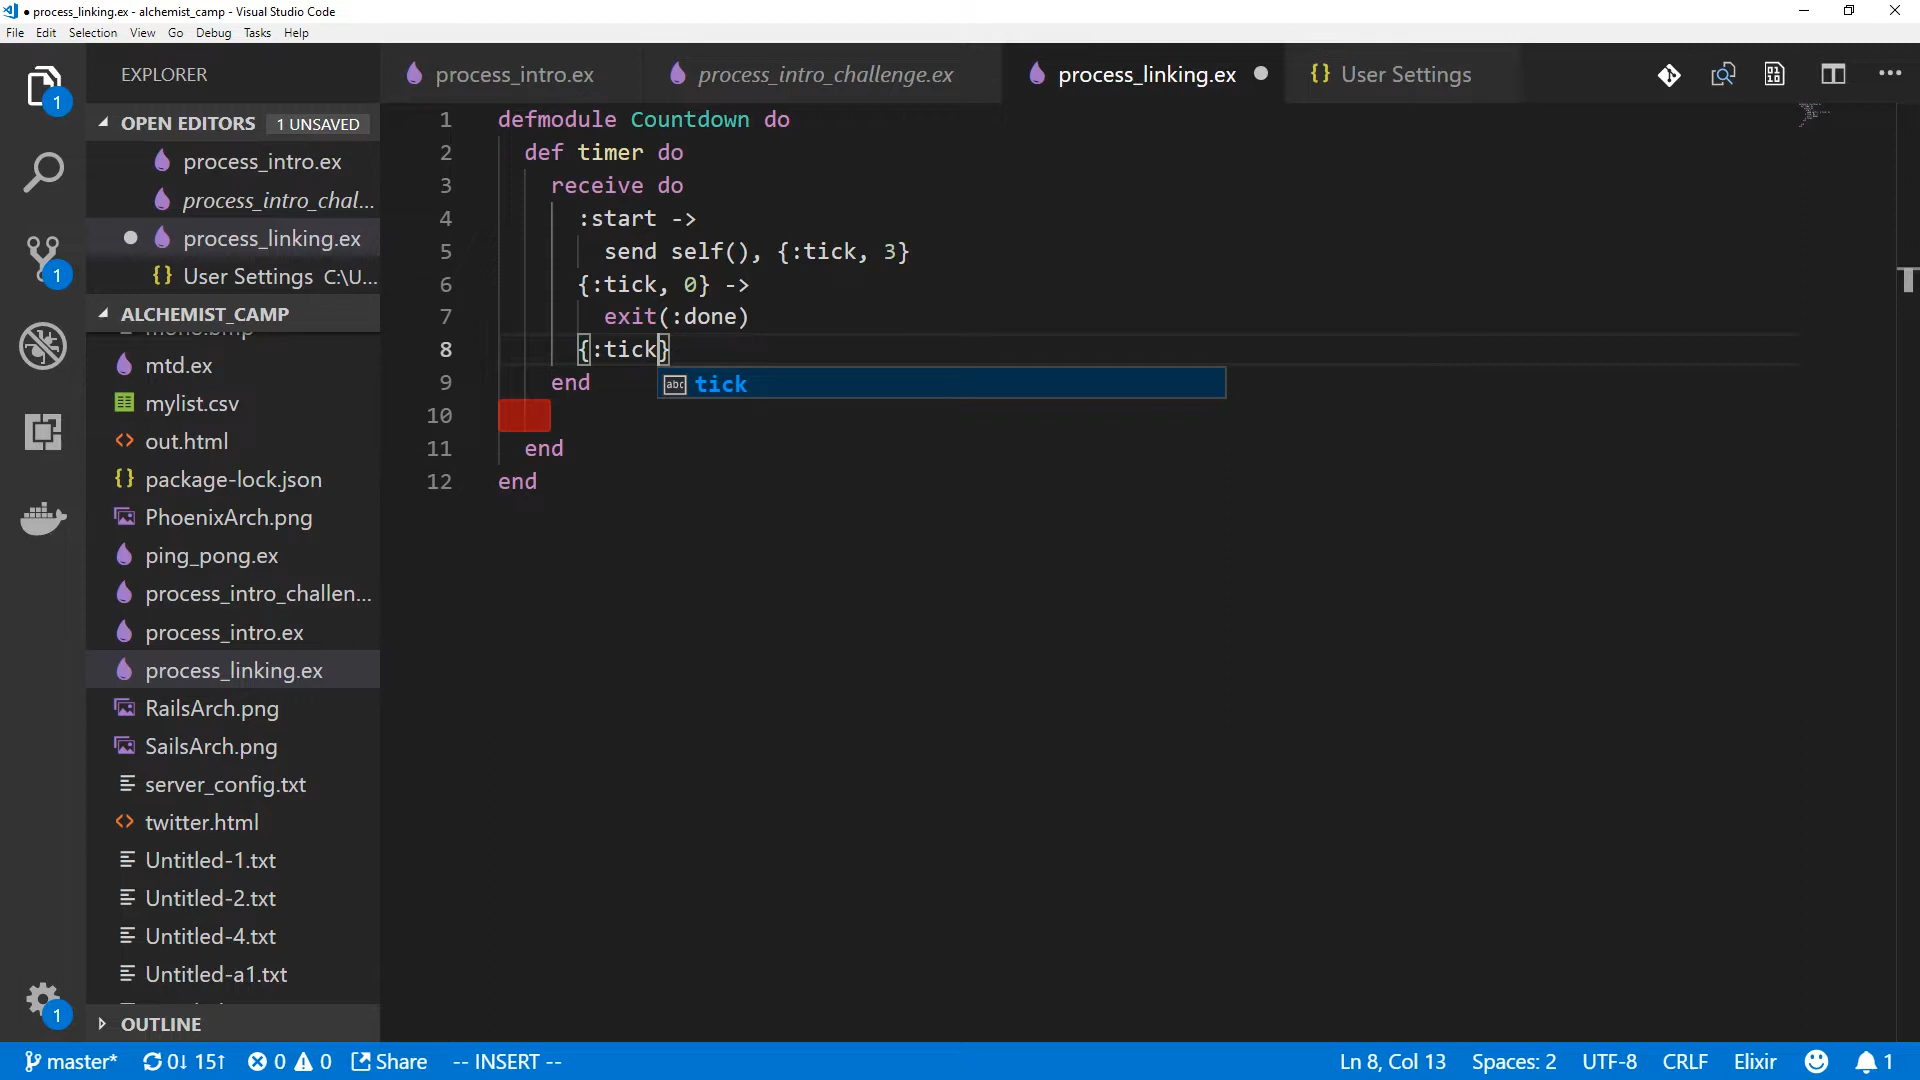 process_linking.ex - alchemist_camp - Visual Studio Code
File Edit Selection View Go Debug Tasks Help
EXPLORER
process_intro.ex process_intro_challenge.ex process_linking.ex {} User Settings
OPEN EDITORS 1 UNSAVED
process_intro.ex
process_intro_chal...
process_linking.ex
{} User Settings C:\U...
ALCHEMIST_CAMP
mtd.ex
mylist.csv
out.html
{} package-lock.json
PhoenixArch.png
ping_pong.ex
process_intro_challen...
process_intro.ex
process_linking.ex
RailsArch.png
SailsArch.png
server_config.txt
twitter.html
Untitled-1.txt
Untitled-2.txt
Untitled-4.txt
Untitled-a1.txt
OUTLINE
1
1
1
1 defmodule Countdown do
2 def timer do
3 receive do
4 :start ->
5 send self(), {:tick, 3}
6 {:tick, 0} ->
7 exit(:done)
8 {:tick}
9 end
abc tick
10
11 end
12 end
master* 0↓ 15↑ 0 0 Share -- INSERT -- Ln 8, Col 13 Spaces: 2 UTF-8 CRLF Elixir 1